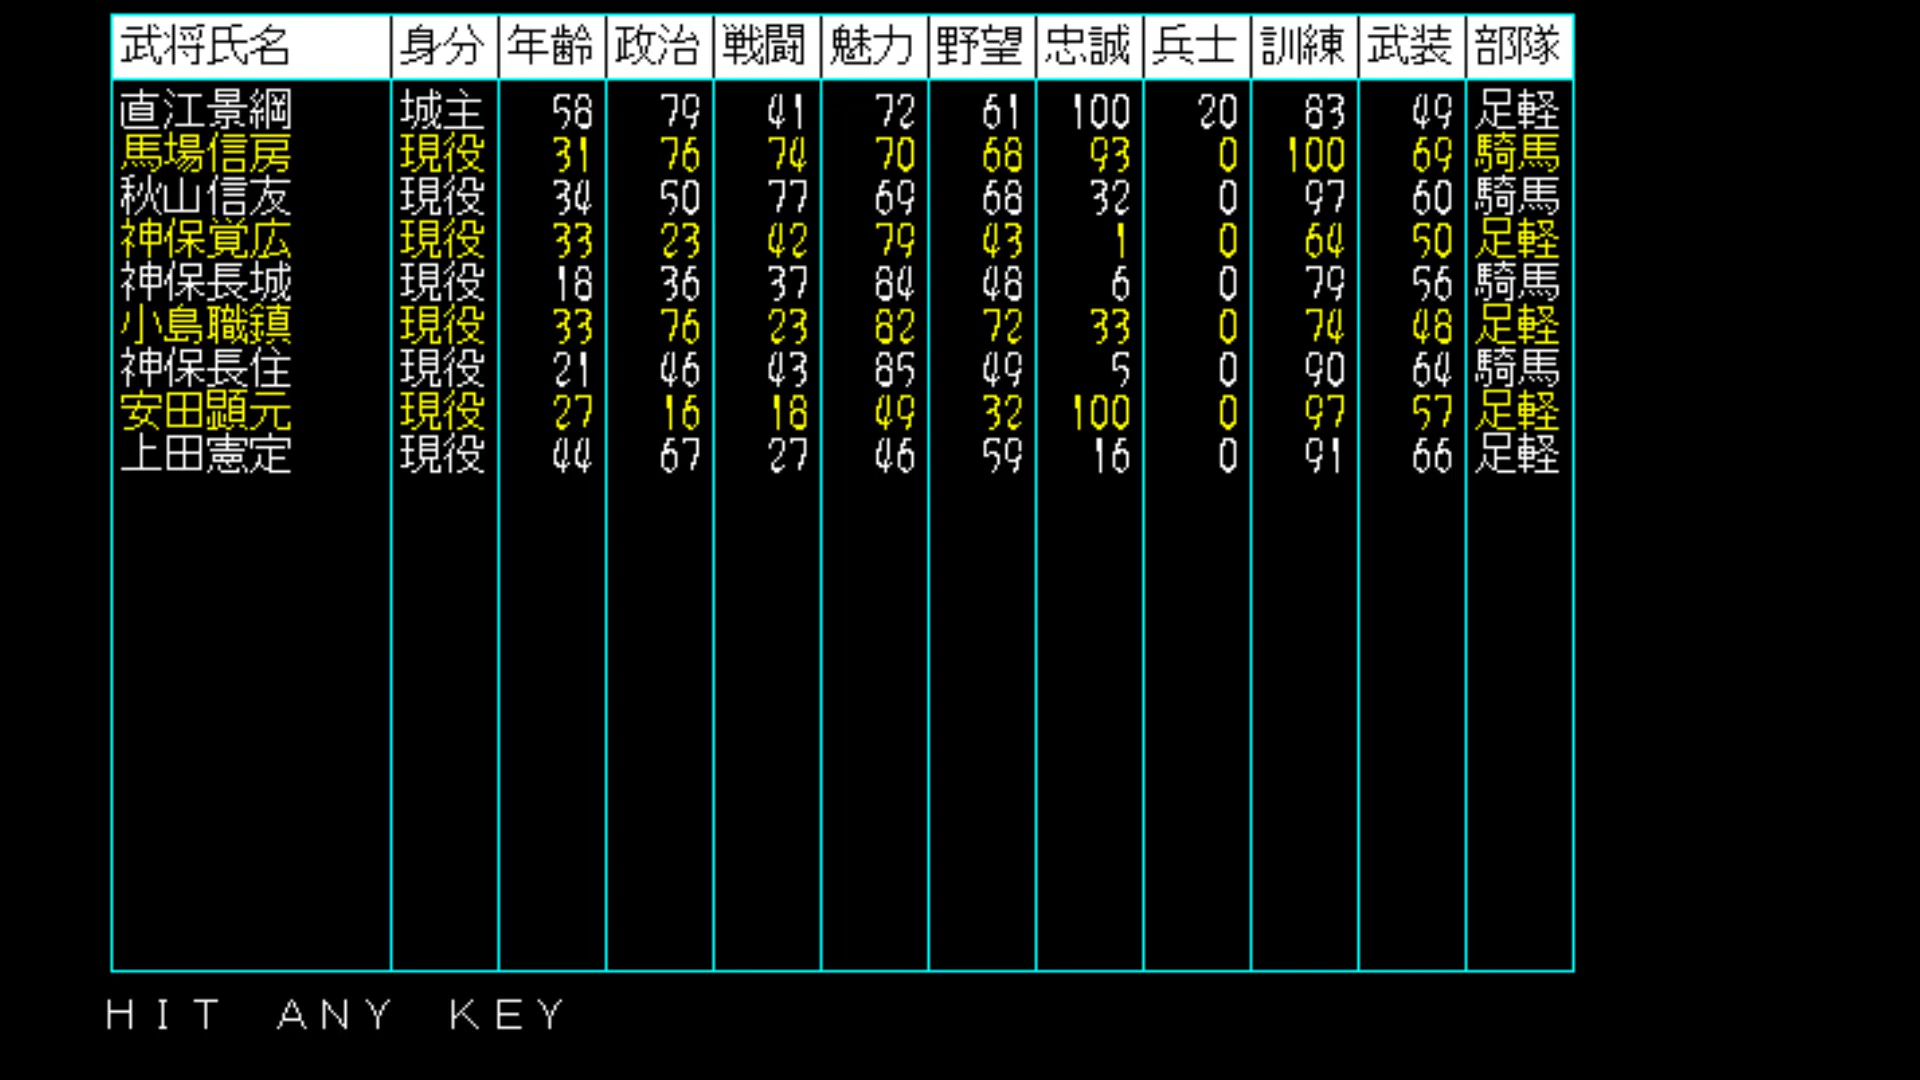 武将氏名 身分 年齢 政治 戦闘 魅力 野望 忠誠 兵士 訓練 武装 部隊
直江景綱 城主 58 79 41 72 61 100 20 83 49 足軽
馬場信房 現役 31 76 74 70 68 93 0 100 69 騎馬
秋山信友 現役 34 50 77 69 68 32 0 97 60 騎馬
神保覚広 現役 33 23 42 79 43 1 0 64 50 足軽
神保長城 現役 18 36 37 84 48 6 0 79 56 騎馬
小島職鎮 現役 33 76 23 82 72 33 0 74 48 足軽
神保長住 現役 21 46 43 85 49 5 0 90 64 騎馬
安田顕元 現役 27 16 18 49 32 100 0 97 57 足軽
上田憲定 現役 44 67 27 46 59 16 0 91 66 足軽
HIT ANY KEY